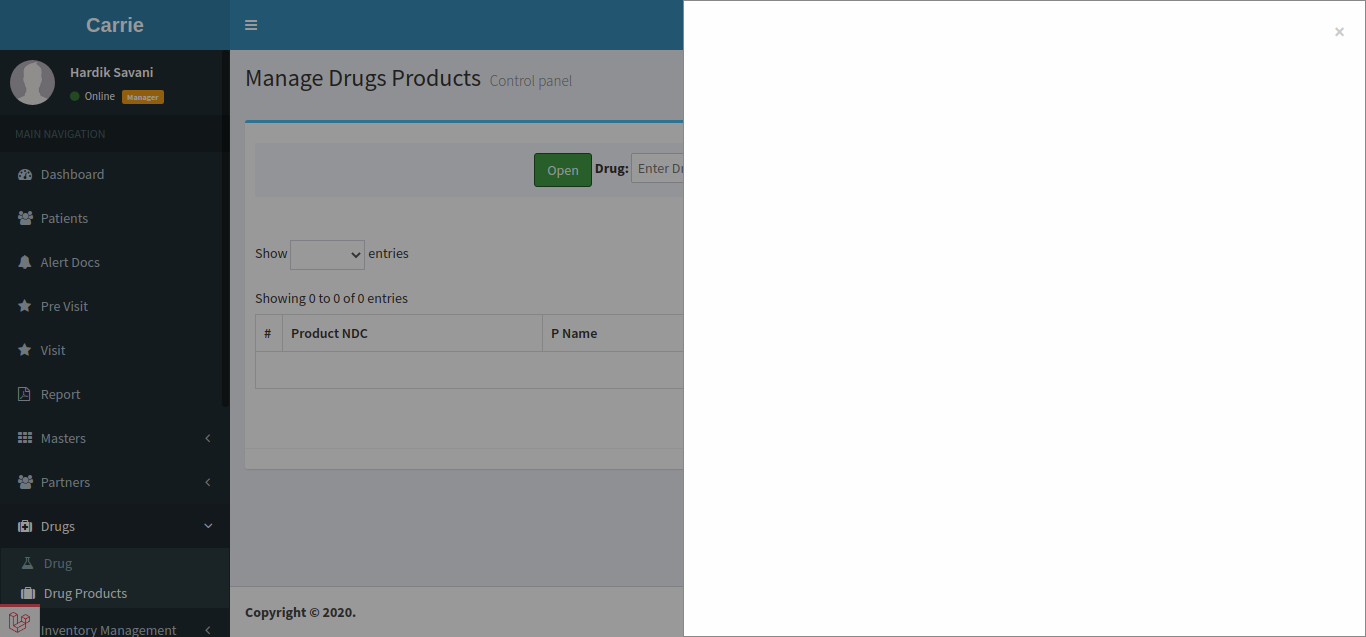 Carrie
Hardik Savani
Online Manager
MAIN NAVIGATION
Dashboard
Patients
Alert Docs
Pre Visit
Visit
Report
Masters
Partners
Drugs
Drug
Drug Products
Inventory Management
Manage Drugs Products Control panel
Open Drug: Enter Dr
Show entries
Showing 0 to 0 of 0 entries
# Product NDC P Name
Copyright © 2020.
×